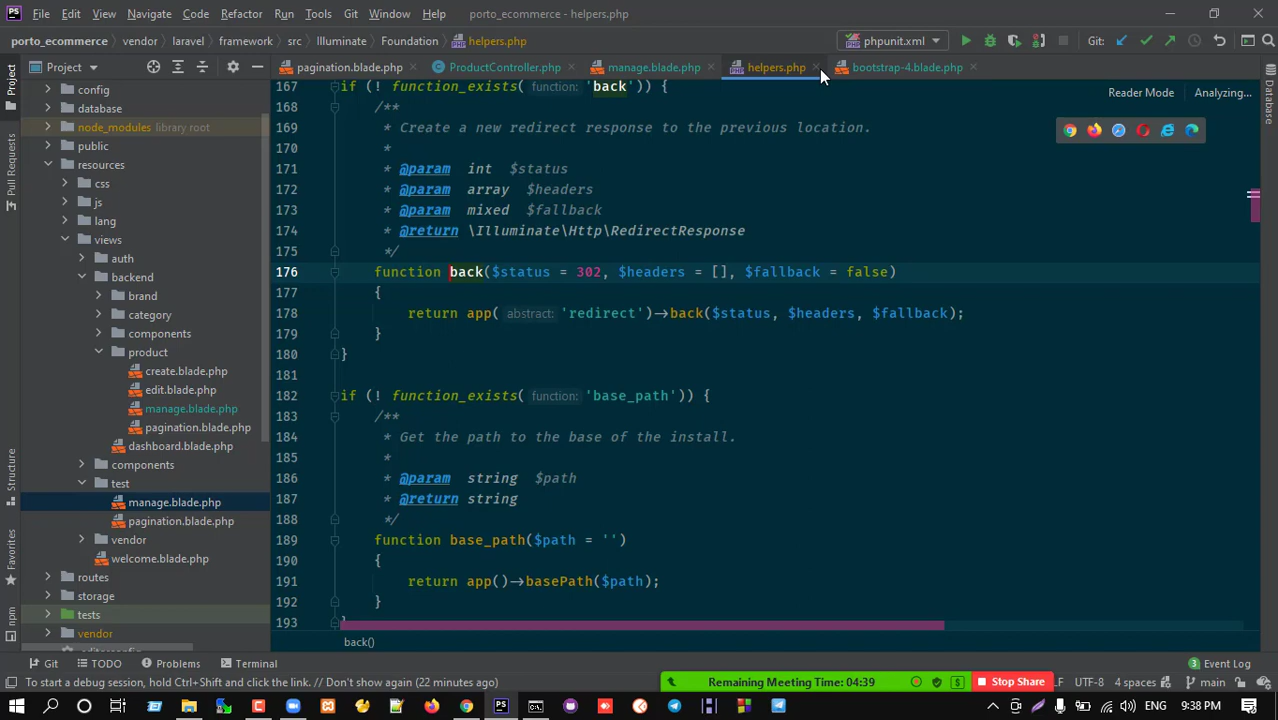 PS File Edit View Navigate Code Refactor Run Tools Git Window Help porto_ecommerce - helpers.php
porto_ecommerce › vendor › laravel › framework › src › Illuminate › Foundation › helpers.php phpunit.xml Git:
Project pagination.blade.php ProductController.php manage.blade.php helpers.php bootstrap-4.blade.php
Project
Pull Requests
Structure
Favorites
npm
Database
config
database
node_modules library root
public
resources
css
js
lang
views
auth
backend
brand
category
components
product
create.blade.php
edit.blade.php
manage.blade.php
pagination.blade.php
dashboard.blade.php
components
test
manage.blade.php
pagination.blade.php
vendor
welcome.blade.php
routes
storage
tests
vendor
Reader Mode Analyzing...
167 if (! function_exists( function: 'back')) {
168 /**
169 * Create a new redirect response to the previous location.
170 *
171 * @param int $status
172 * @param array $headers
173 * @param mixed $fallback
174 * @return \Illuminate\Http\RedirectResponse
175 */
176 function back($status = 302, $headers = [], $fallback = false)
177 {
178 return app( abstract: 'redirect')->back($status, $headers, $fallback);
179 }
180 }
181
182 if (! function_exists( function: 'base_path')) {
183 /**
184 * Get the path to the base of the install.
185 *
186 * @param string $path
187 * @return string
188 */
189 function base_path($path = '')
190 {
191 return app()->basePath($path);
192 }
193
back()
Git TODO Problems Terminal 3 Event Log
To start a debug session, hold Ctrl+Shift+click link. // Don't show again (22 minutes ago) Remaining Meeting Time: 04:39 $ Stop Share LF UTF-8 4 spaces main
PS 9:38 PM